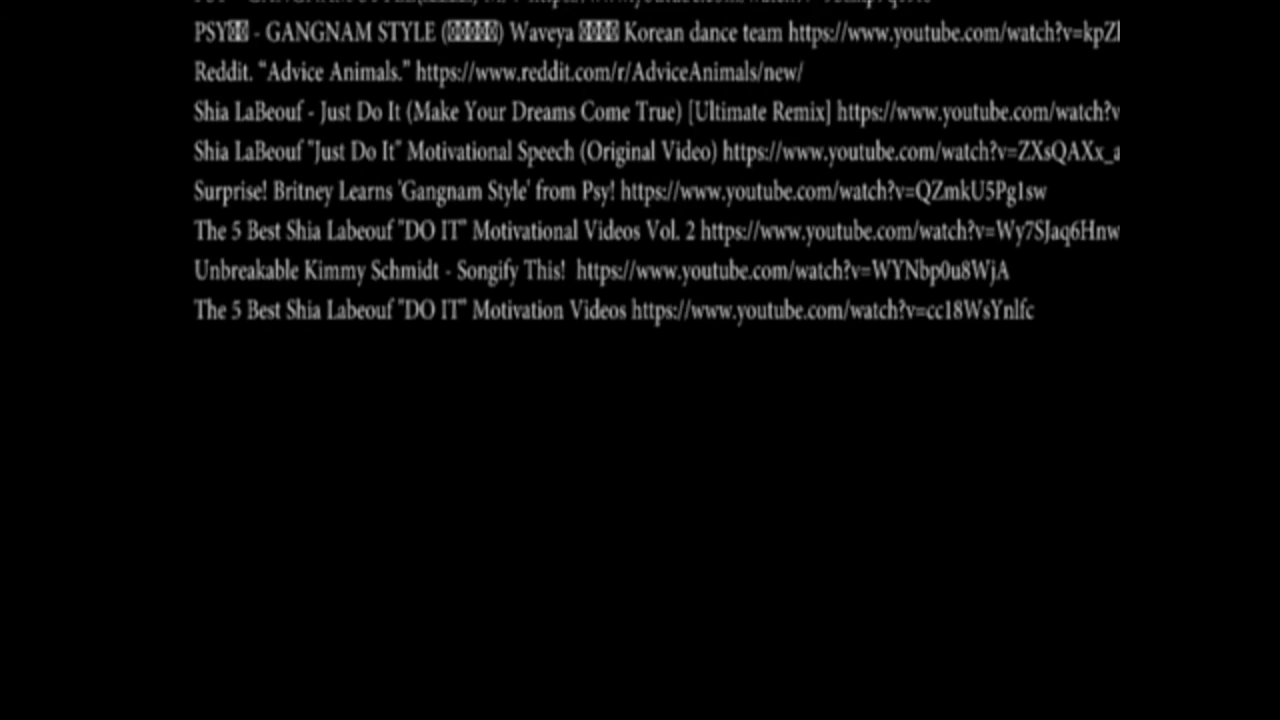 PSY - GANGNAM STYLE () Waveya Korean dance team https://www.youtube.com/watch?v=kpZ
Reddit. “Advice Animals.” https://www.reddit.com/r/AdviceAnimals/new/
Shia LaBeouf - Just Do It (Make Your Dreams Come True) [Ultimate Remix] https://www.youtube.com/watch?v
Shia LaBeouf "Just Do It" Motivational Speech (Original Video) https://www.youtube.com/watch?v=ZXsQAXx_a
Surprise! Britney Learns 'Gangnam Style' from Psy! https://www.youtube.com/watch?v=QZmkU5Pg1sw
The 5 Best Shia Labeouf "DO IT" Motivational Videos Vol. 2 https://www.youtube.com/watch?v=Wy7SJaq6Hnw
Unbreakable Kimmy Schmidt - Songify This! https://www.youtube.com/watch?v=WYNbp0u8WjA
The 5 Best Shia Labeouf "DO IT" Motivation Videos https://www.youtube.com/watch?v=cc18WsYnlfc